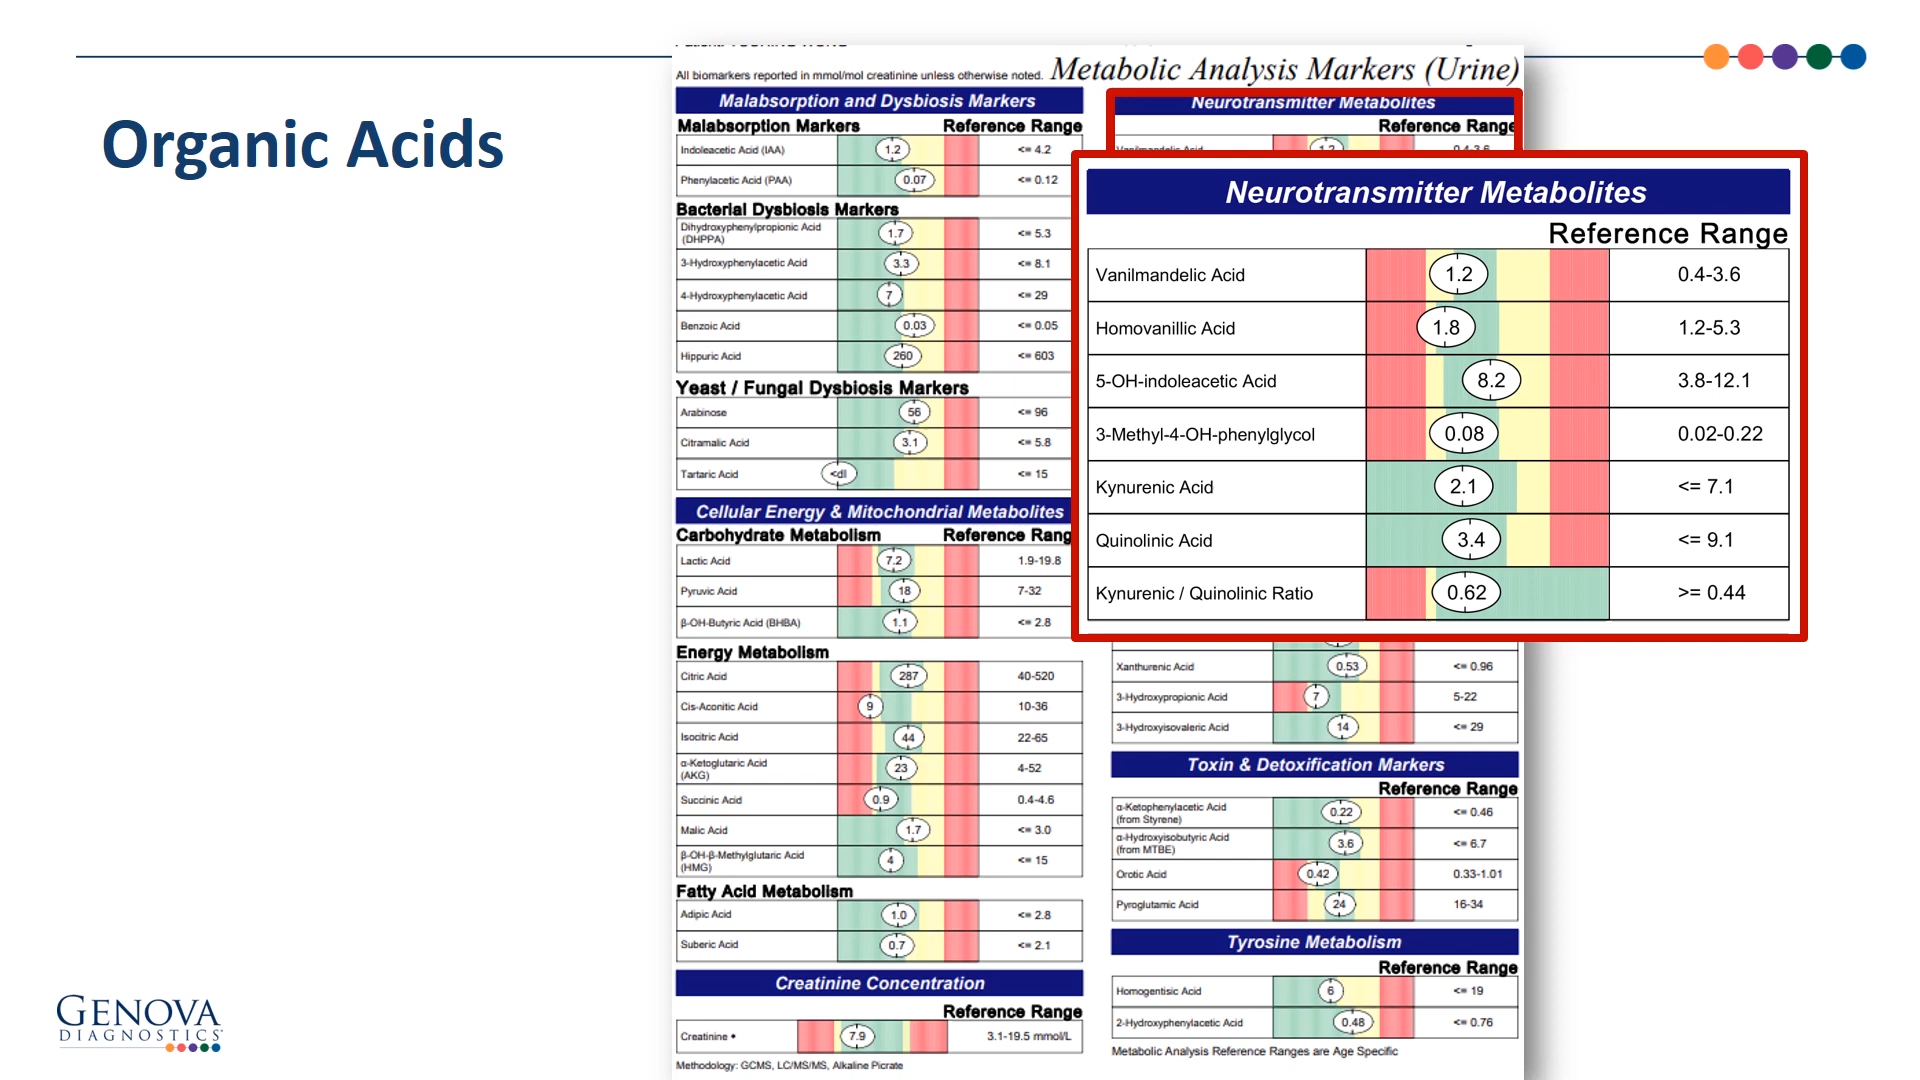 Organic Acids
All biomarkers reported in mmol/mol creatinine unless otherwise noted.
Metabolic Analysis Markers (Urine)
Malabsorption and Dysbiosis Markers
Malabsorption Markers Reference Range
Indoleacetic Acid (IAA) 1.2 <= 4.2
Phenylacetic Acid (PAA) 0.07 <= 0.12
Bacterial Dysbiosis Markers
Dihydroxyphenylpropionic Acid (DHPPA) 1.7 <= 5.3
3-Hydroxyphenylacetic Acid 3.3 <= 8.1
4-Hydroxyphenylacetic Acid 7 <= 29
Benzoic Acid 0.03 <= 0.05
Hippuric Acid 260 <= 603
Yeast / Fungal Dysbiosis Markers
Arabinose 56 <= 96
Citramalic Acid 3.1 <= 5.8
Tartaric Acid <dl <= 15
Cellular Energy & Mitochondrial Metabolites
Carbohydrate Metabolism Reference Rang
Lactic Acid 7.2 1.9-19.8
Pyruvic Acid 18 7-32
β-OH-Butyric Acid (BHBA) 1.1 <= 2.8
Energy Metabolism
Citric Acid 287 40-520
Cis-Aconitic Acid 9 10-36
Isocitric Acid 44 22-65
α-Ketoglutaric Acid (AKG) 23 4-52
Succinic Acid 0.9 0.4-4.6
Malic Acid 1.7 <= 3.0
β-OH-β-Methylglutaric Acid (HMG) 4 <= 15
Fatty Acid Metabolism
Adipic Acid 1.0 <= 2.8
Suberic Acid 0.7 <= 2.1
Creatinine Concentration
Reference Range
Creatinine ♦ 7.9 3.1-19.5 mmol/L
Methodology: GCMS, LC/MS/MS, Alkaline Picrate
Neurotransmitter Metabolites
Reference Range
Vanilmandelic Acid 1.2 0.4-3.6
Neurotransmitter Metabolites
Reference Range
Vanilmandelic Acid 1.2 0.4-3.6
Homovanillic Acid 1.8 1.2-5.3
5-OH-indoleacetic Acid 8.2 3.8-12.1
3-Methyl-4-OH-phenylglycol 0.08 0.02-0.22
Kynurenic Acid 2.1 <= 7.1
Quinolinic Acid 3.4 <= 9.1
Kynurenic / Quinolinic Ratio 0.62 >= 0.44
Xanthurenic Acid 0.53 <= 0.96
3-Hydroxypropionic Acid 7 5-22
3-Hydroxyisovaleric Acid 14 <= 29
Toxin & Detoxification Markers
Reference Range
α-Ketophenylacetic Acid (from Styrene) 0.22 <= 0.46
α-Hydroxyisobutyric Acid (from MTBE) 3.6 <= 6.7
Orotic Acid 0.42 0.33-1.01
Pyroglutamic Acid 24 16-34
Tyrosine Metabolism
Reference Range
Homogentisic Acid 6 <= 19
2-Hydroxyphenylacetic Acid 0.48 <= 0.76
Metabolic Analysis Reference Ranges are Age Specific
GENOVA
DIAGNOSTICS